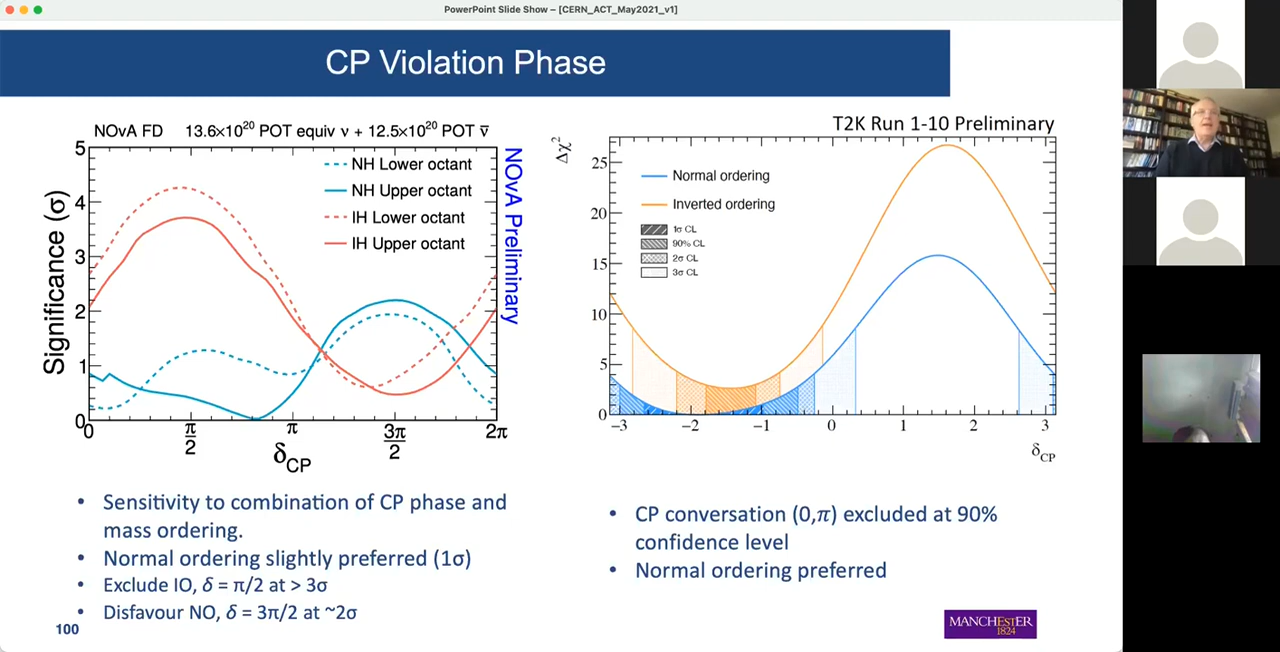 PowerPoint Slide Show – [CERN_ACT_May2021_v1]
CP Violation Phase
NOvA FD 13.6×10²⁰ POT equiv ν + 12.5×10²⁰ POT ν̄
NH Lower octant
NH Upper octant
IH Lower octant
IH Upper octant
Significance (σ)
5
4
3
2
1
0
0
π/2
π
3π/2
2π
δCP
NOvA Preliminary
T2K Run 1-10 Preliminary
Δχ²
Normal ordering
Inverted ordering
1σ CL
90% CL
2σ CL
3σ CL
25
20
15
10
5
0
−3
−2
−1
0
1
2
3
δCP
• Sensitivity to combination of CP phase and
mass ordering.
• Normal ordering slightly preferred (1σ)
• Exclude IO, δ = π/2 at > 3σ
• Disfavour NO, δ = 3π/2 at ~2σ
• CP conversation (0,π) excluded at 90%
confidence level
• Normal ordering preferred
100
MANCHESTER
1824